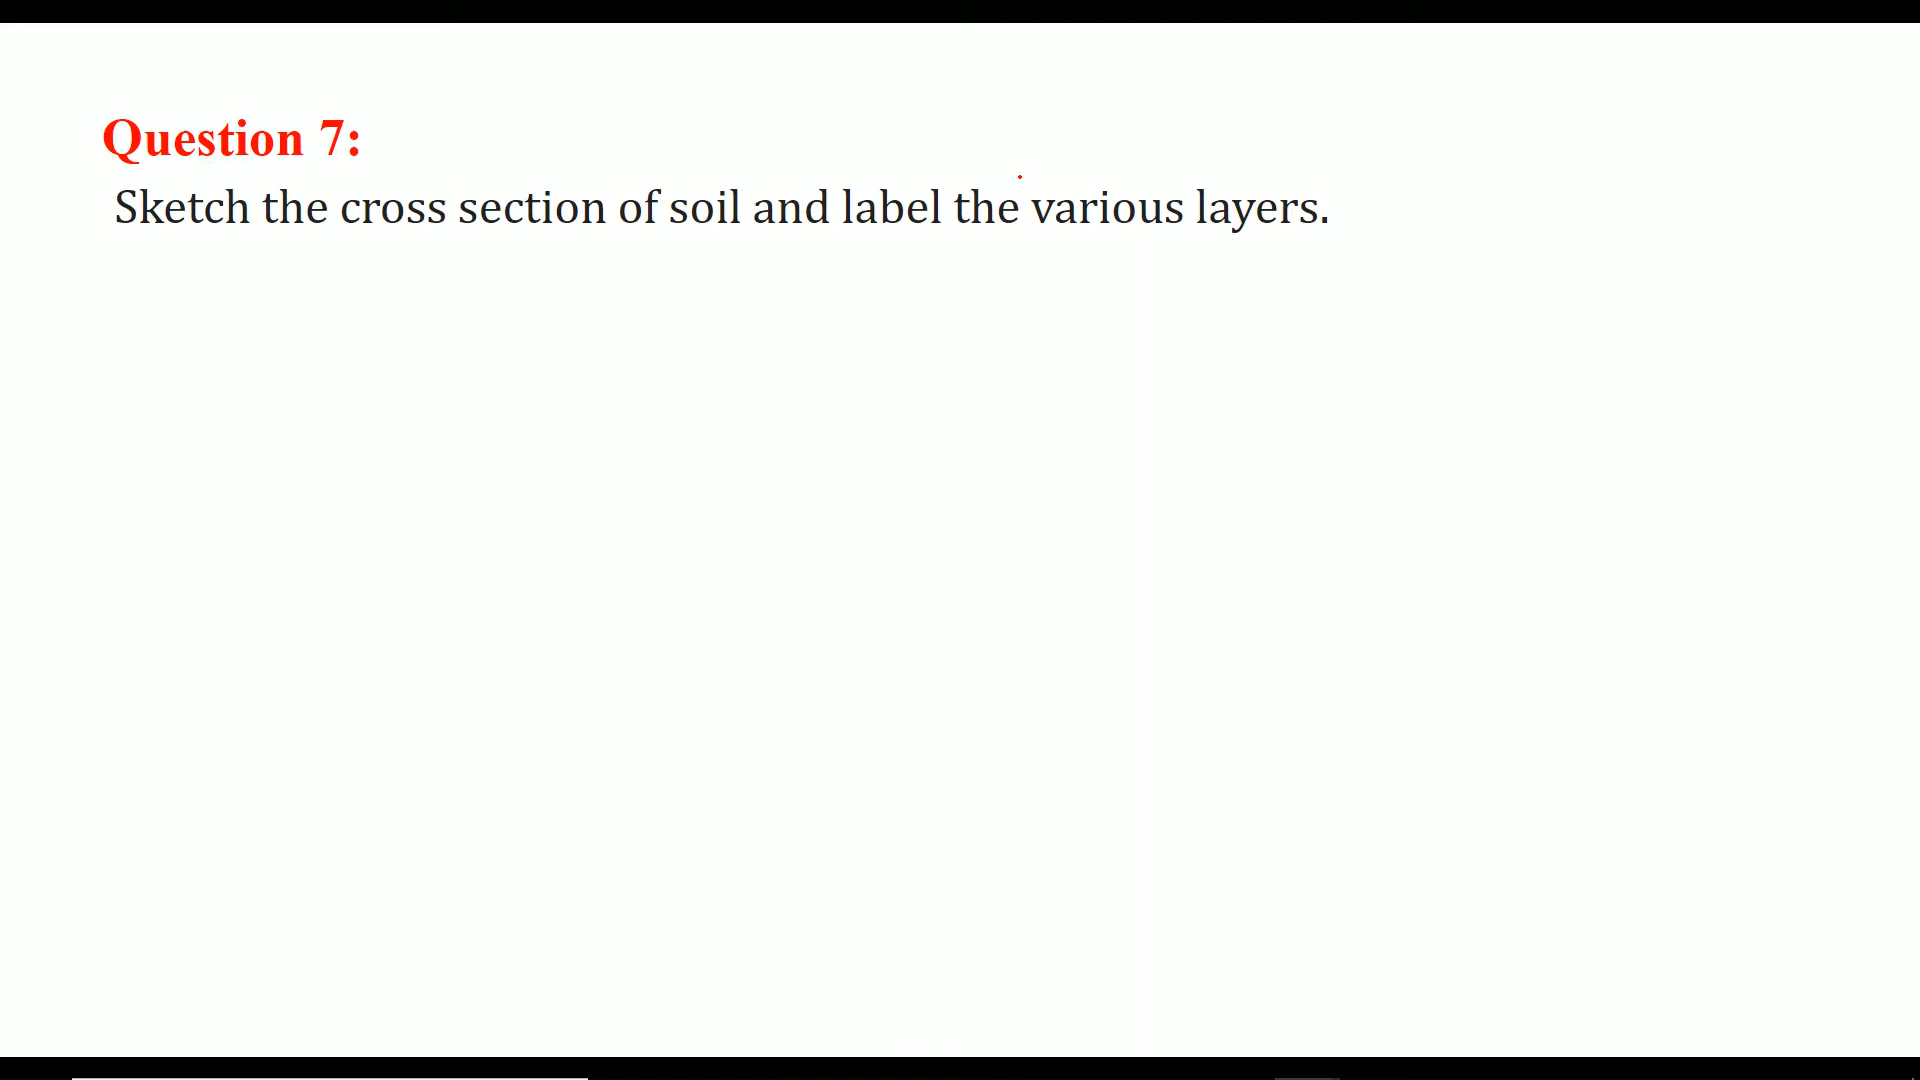 Question 7:
Sketch the cross section of soil and label the various layers.